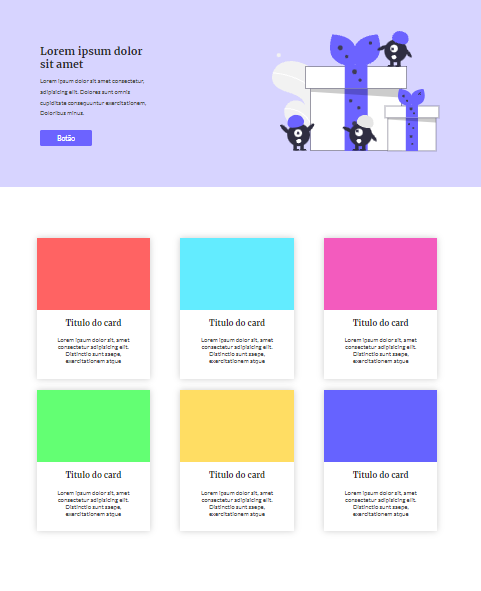 Lorem ipsum dolor
sit amet
Lorem ipsum dolor sit amet consectetur,
adipisicing elit. Dolores sunt omnis
cupiditate consequuntur exercitationem.
Doloribus minus.
Botão
Titulo do card
Lorem ipsum dolor sit, amet
consectetur adipisicing elit.
Distinctio sunt saepe,
exercitationem atque
Titulo do card
Lorem ipsum dolor sit, amet
consectetur adipisicing elit.
Distinctio sunt saepe,
exercitationem atque
Titulo do card
Lorem ipsum dolor sit, amet
consectetur adipisicing elit.
Distinctio sunt saepe,
exercitationem atque
Titulo do card
Lorem ipsum dolor sit, amet
consectetur adipisicing elit.
Distinctio sunt saepe,
exercitationem atque
Titulo do card
Lorem ipsum dolor sit, amet
consectetur adipisicing elit.
Distinctio sunt saepe,
exercitationem atque
Titulo do card
Lorem ipsum dolor sit, amet
consectetur adipisicing elit.
Distinctio sunt saepe,
exercitationem atque